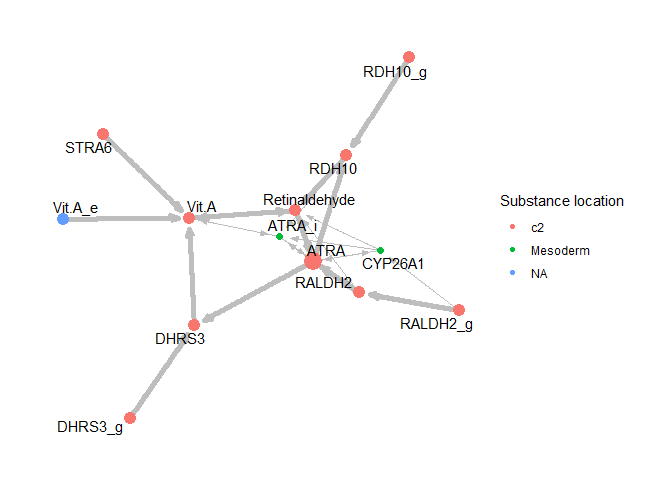 RDH10_g
STRA6
RDH10
Vit.A_e
Vit.A
Retinaldehyde
ATRA_i
ATRA
CYP26A1
RALDH2
RALDH2_g
DHRS3
DHRS3_g
Substance location
c2
Mesoderm
NA